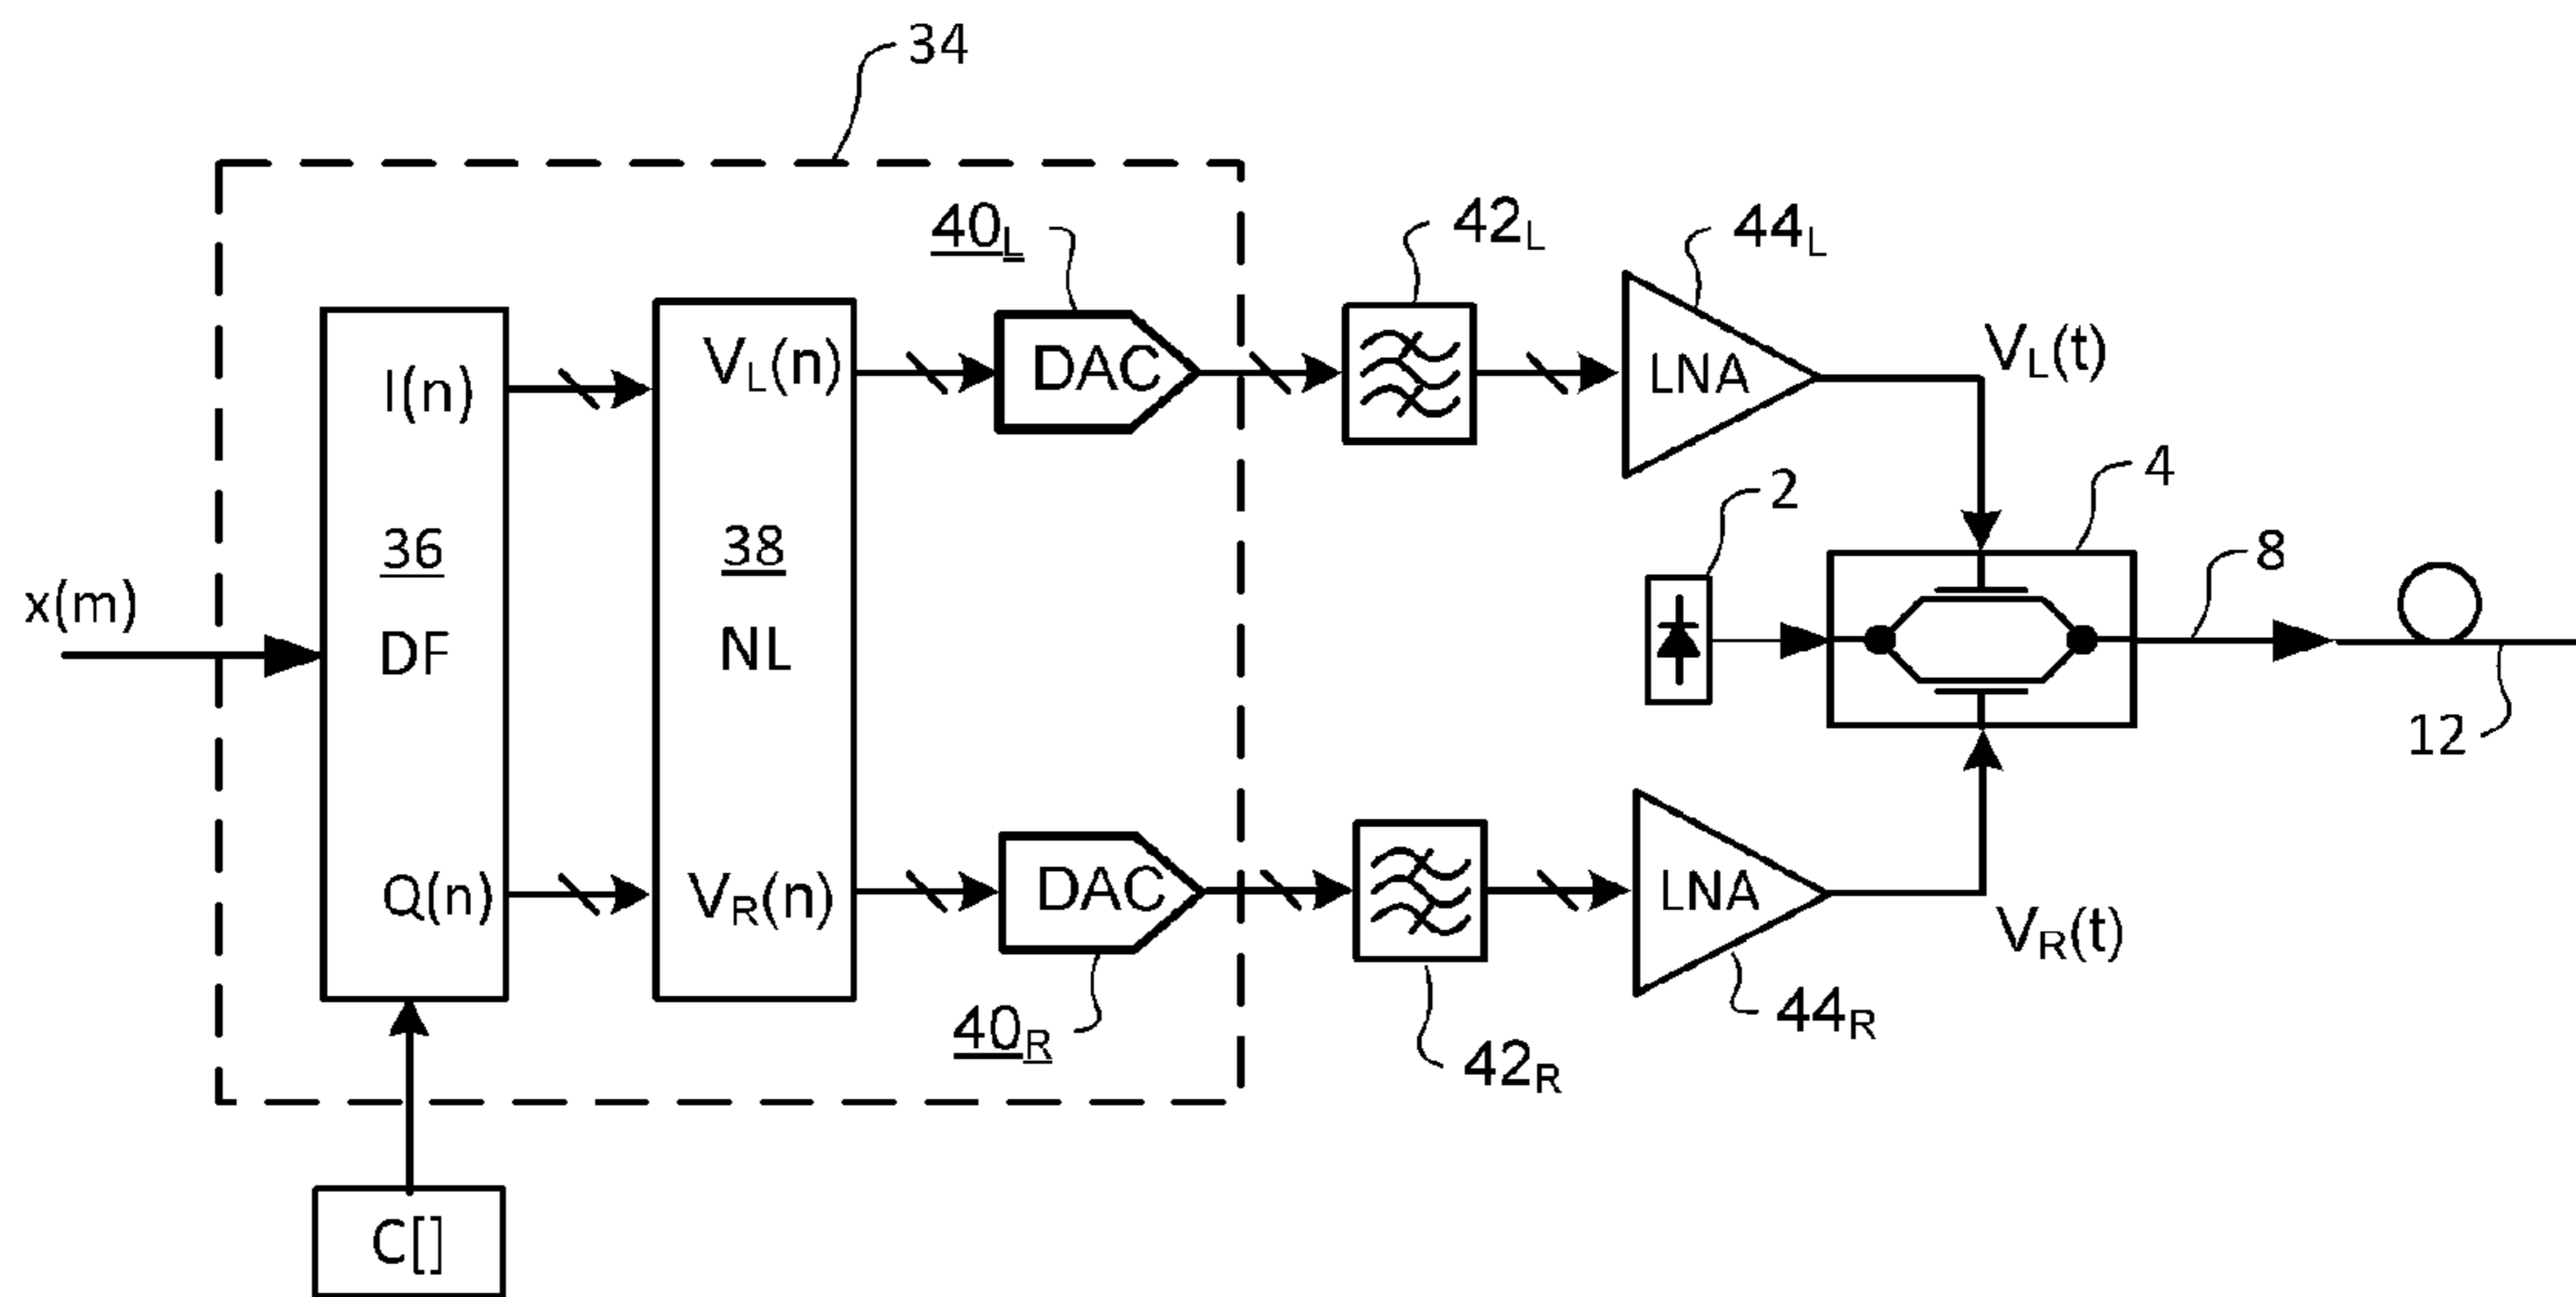 34
40L
42L
44L
I(n)
VL(n)
DAC
LNA
VL(t)
4
2
36
38
8
x(m)
DF
NL
12
Q(n)
VR(n)
DAC
LNA
VR(t)
40R
42R
44R
C[]